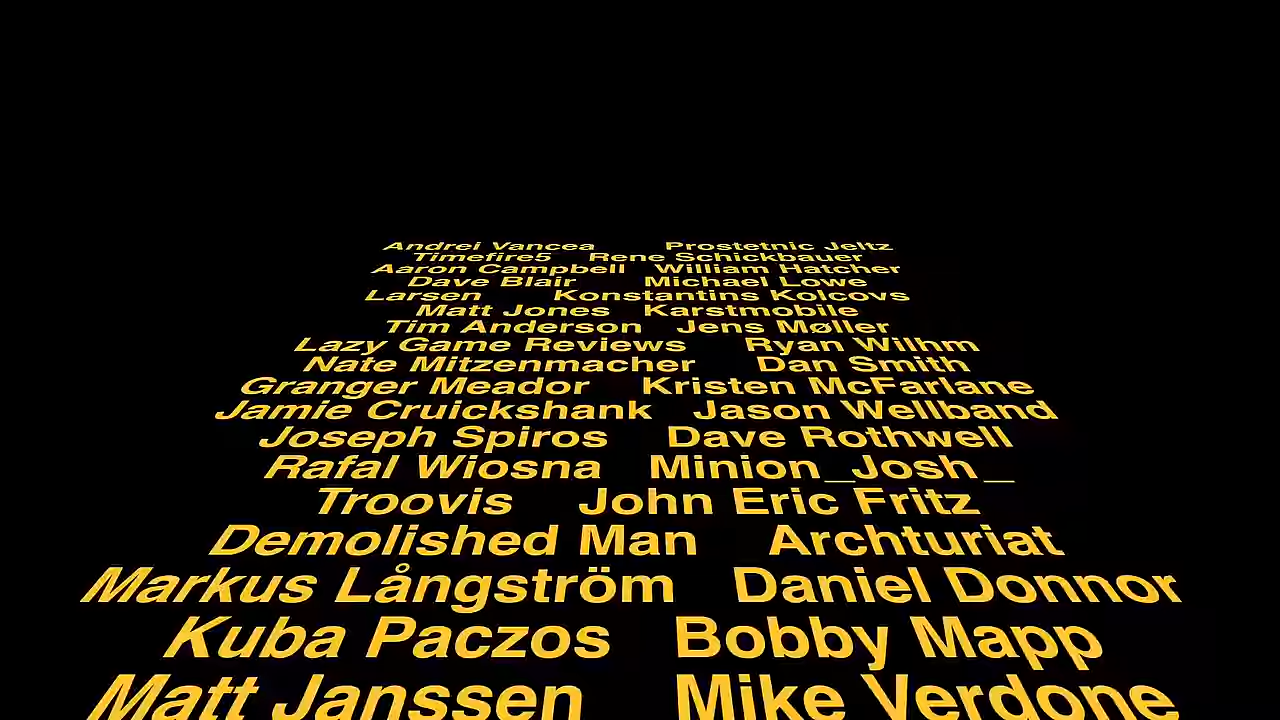 Andrei Vancea Prostetnic Jeltz
Timefire5 Rene Schickbauer
Aaron Campbell William Hatcher
Dave Blair Michael Lowe
Larsen Konstantins Kolcovs
Matt Jones Karstmobile
Tim Anderson Jens Møller
Lazy Game Reviews Ryan Wilhm
Nate Mitzenmacher Dan Smith
Granger Meador Kristen McFarlane
Jamie Cruickshank Jason Wellband
Joseph Spiros Dave Rothwell
Rafal Wiosna Minion_Josh_
Troovis John Eric Fritz
Demolished Man Archturiat
Markus Långström Daniel Donnor
Kuba Paczos Bobby Mapp
Matt Janssen Mike Verdone